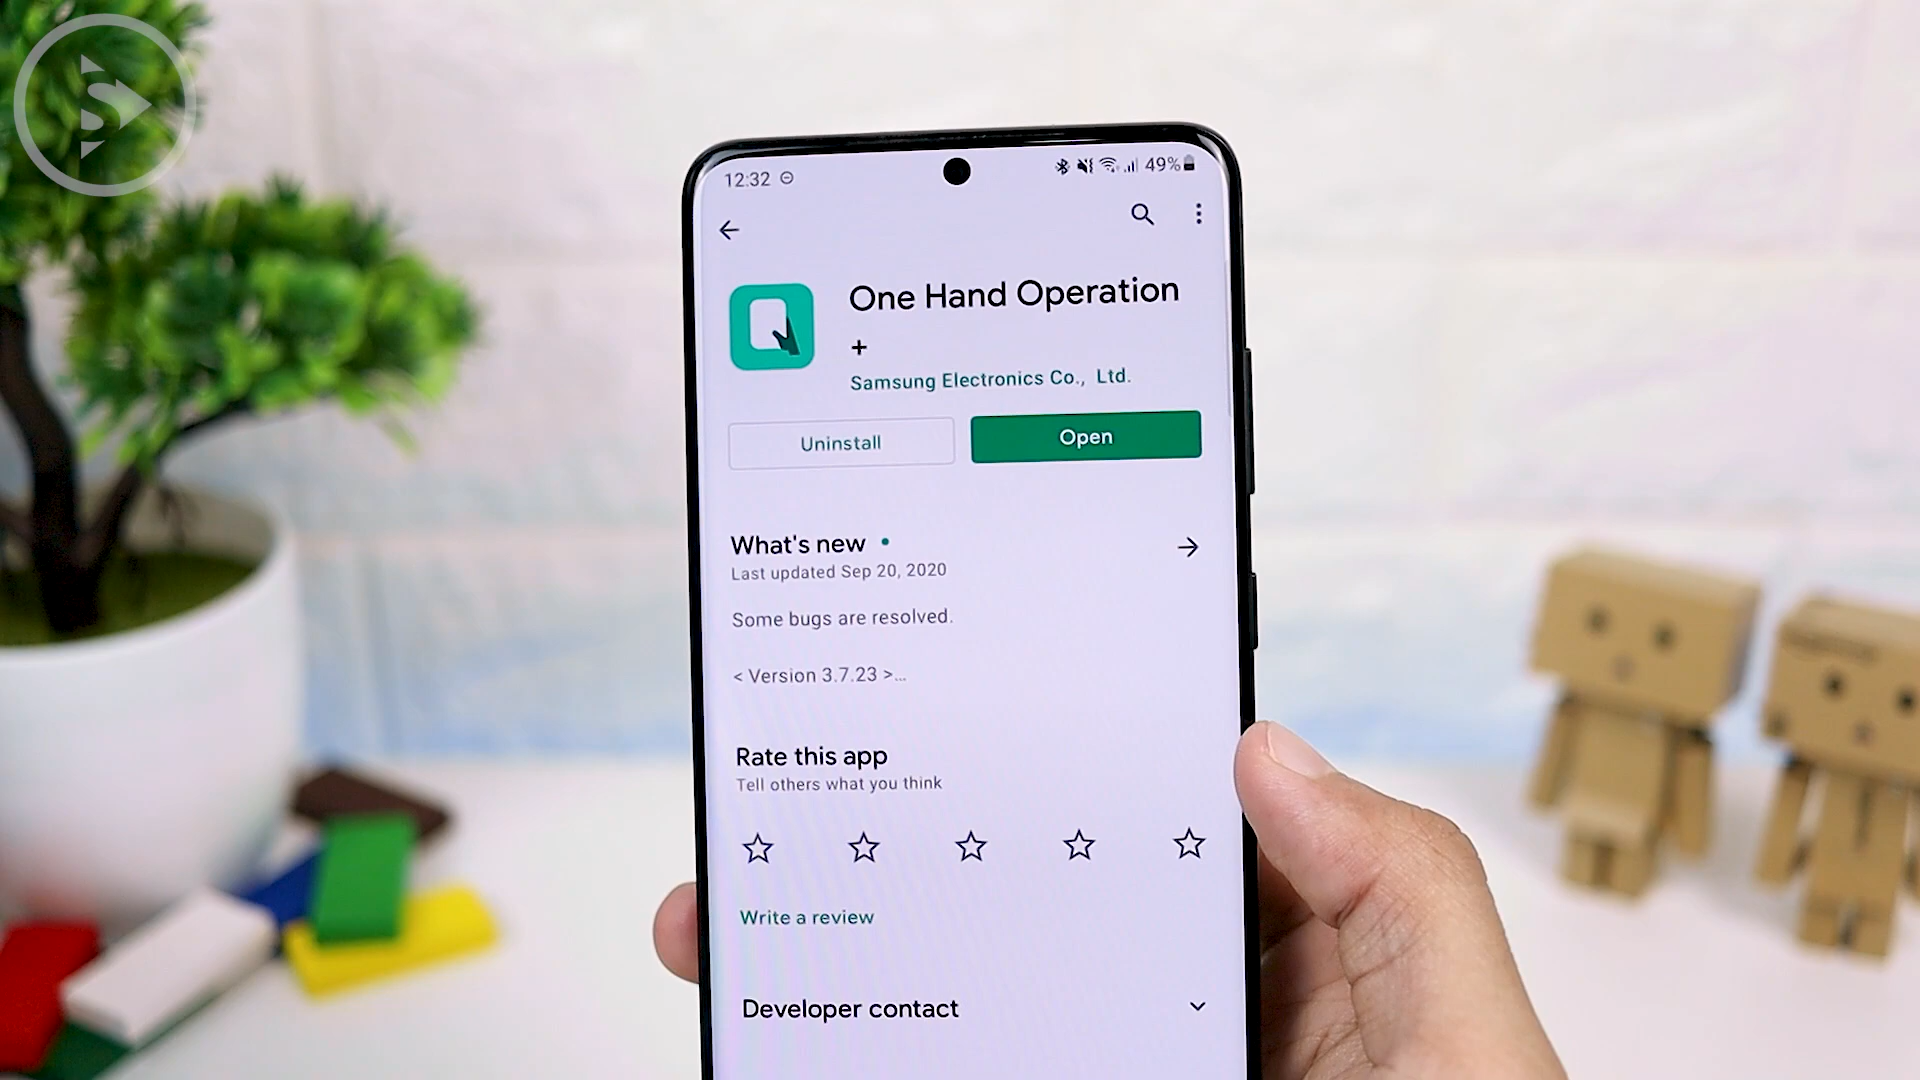 S
12:32
49%
One Hand Operation
+
Samsung Electronics Co., Ltd.
Uninstall
Open
What's new •
Last updated Sep 20, 2020
Some bugs are resolved.
< Version 3.7.23 >...
Rate this app
Tell others what you think
Write a review
Developer contact